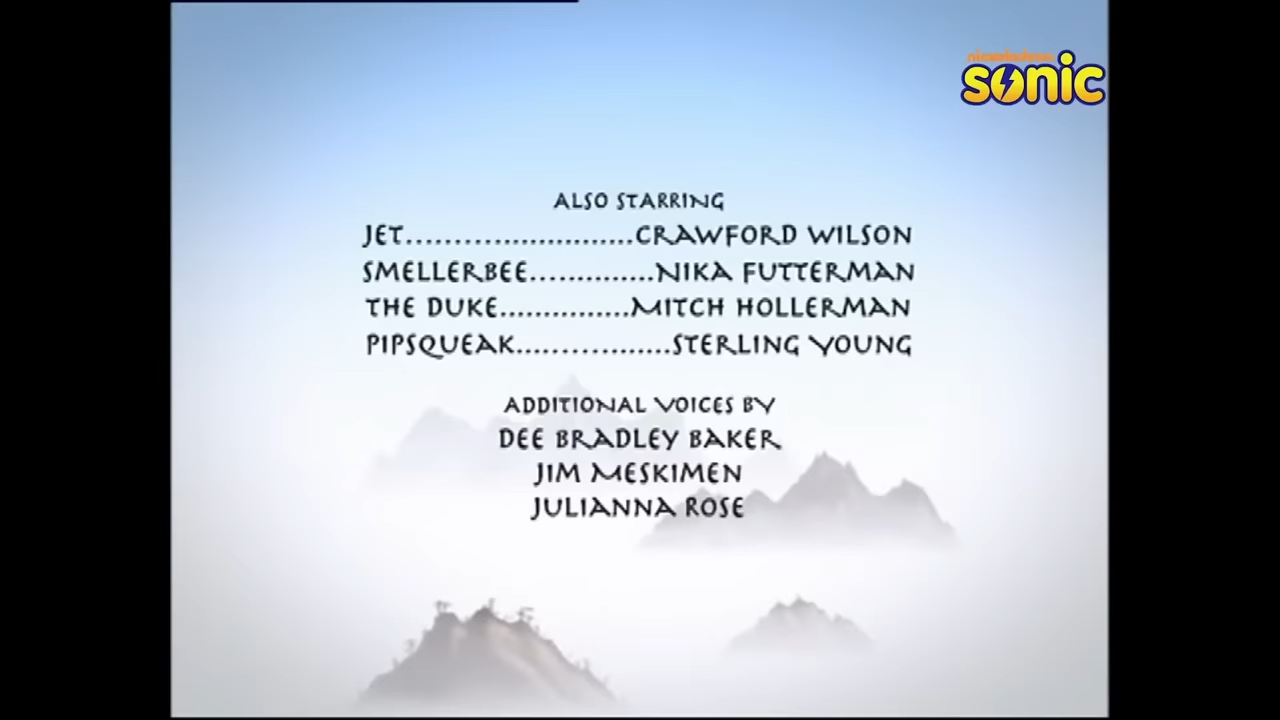 nickelodeon
sonic
ALSO STARRING
JET........................CRAWFORD WILSON
SMELLERBEE..............NIKA FUTTERMAN
THE DUKE...............MITCH HOLLERMAN
PIPSQUEAK.................STERLING YOUNG
ADDITIONAL VOICES BY
DEE BRADLEY BAKER
JIM MESKIMEN
JULIANNA ROSE